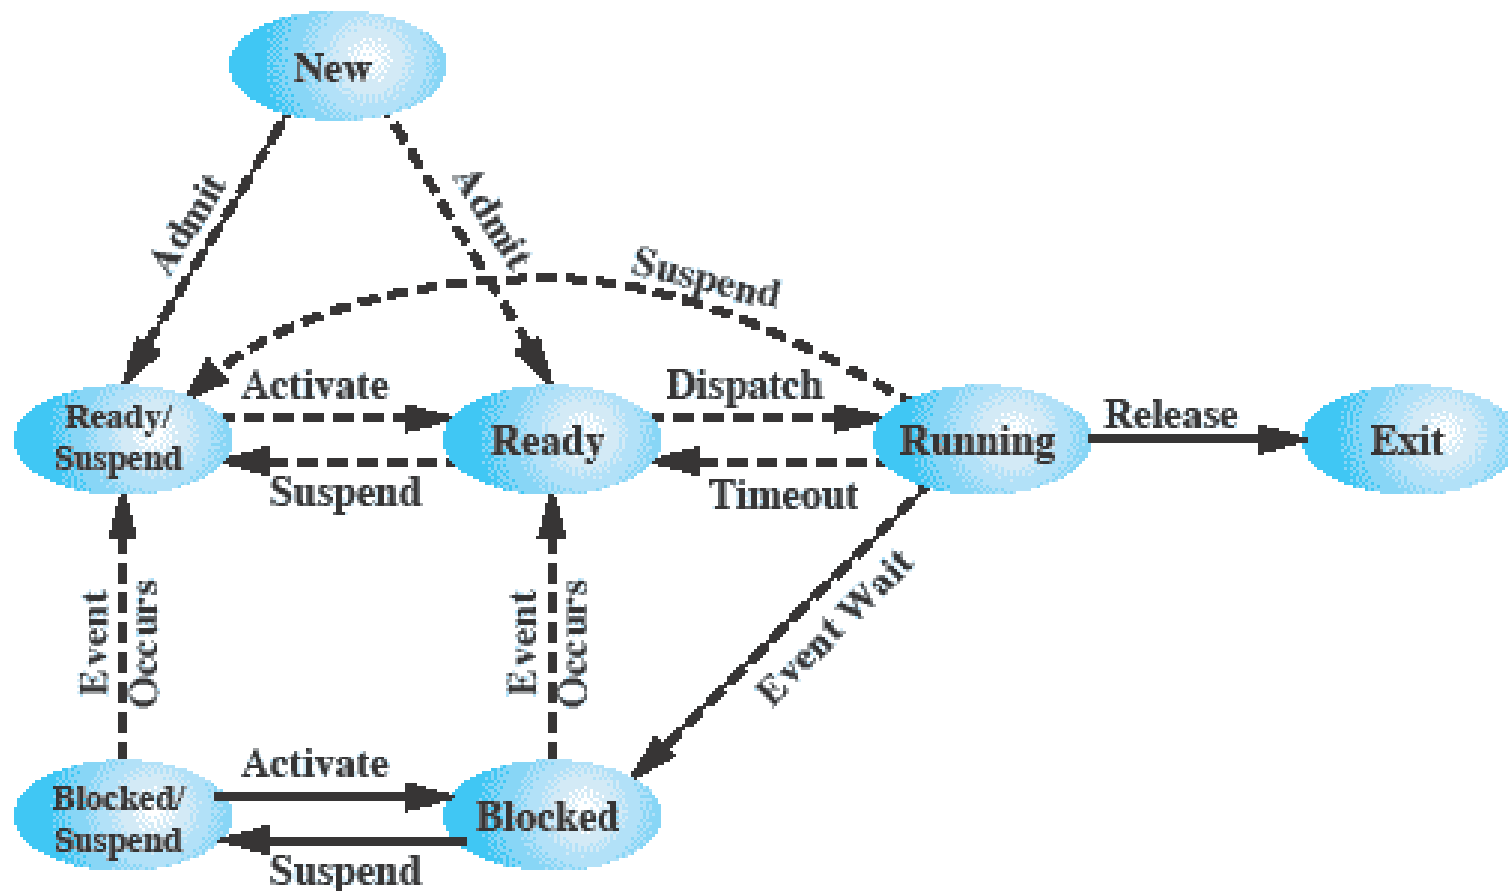 New
Admit
Admit
Suspend
Activate
Dispatch
Ready/
Suspend
Ready
Running
Release
Exit
Suspend
Timeout
Event
Occurs
Event
Occurs
Event Wait
Activate
Blocked/
Suspend
Blocked
Suspend